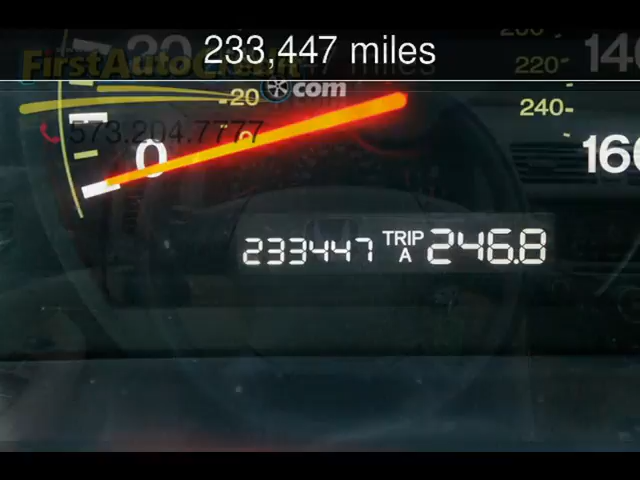 233,447 miles
FirstAutoCredit
.com
573.204.7777
20 200 140
20 220
0 240 160
233447 TRIP A 246.8